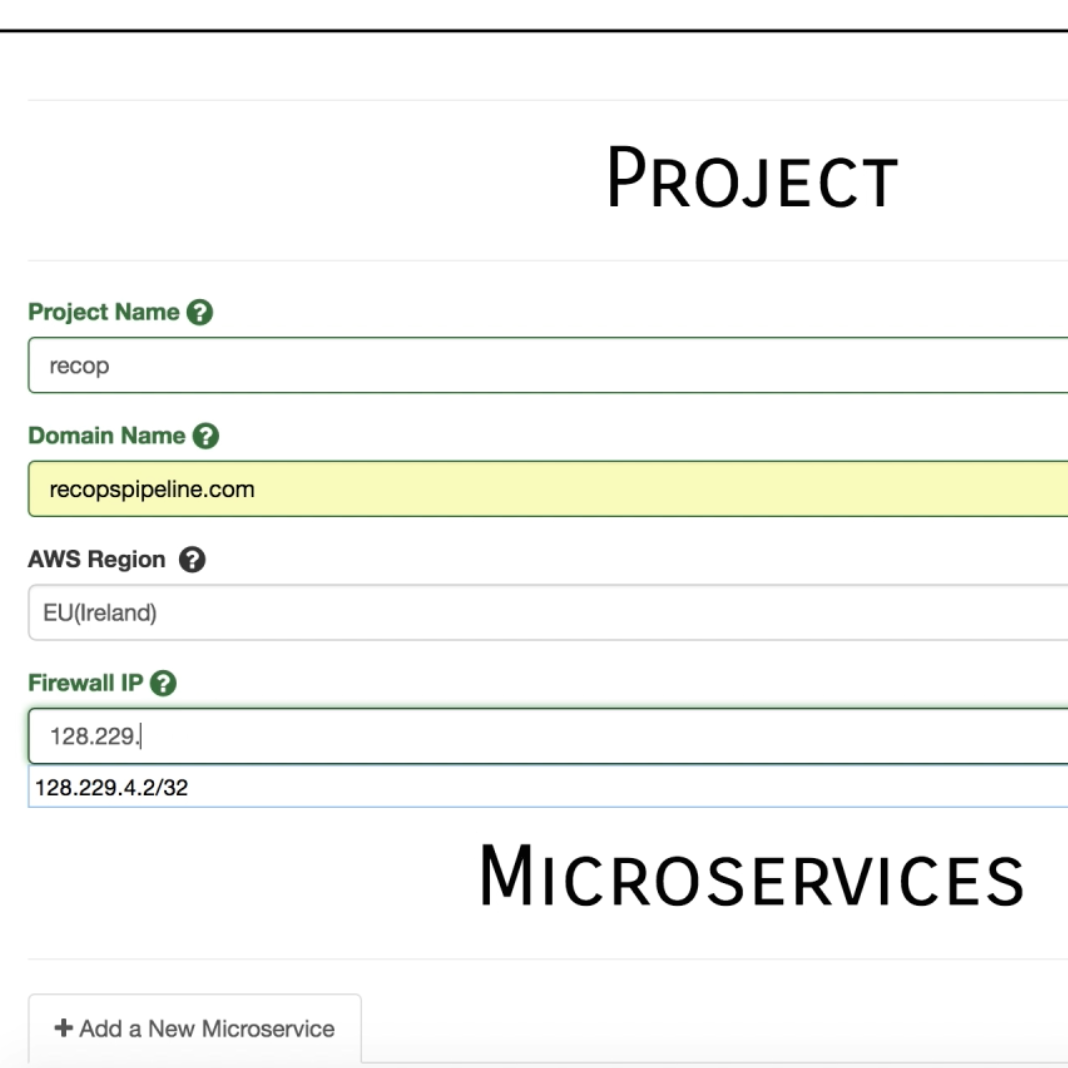 PROJECT
Project Name ?
recop
Domain Name ?
recopspipeline.com
AWS Region ?
EU(Ireland)
Firewall IP ?
128.229.
128.229.4.2/32
MICROSERVICES
+ Add a New Microservice